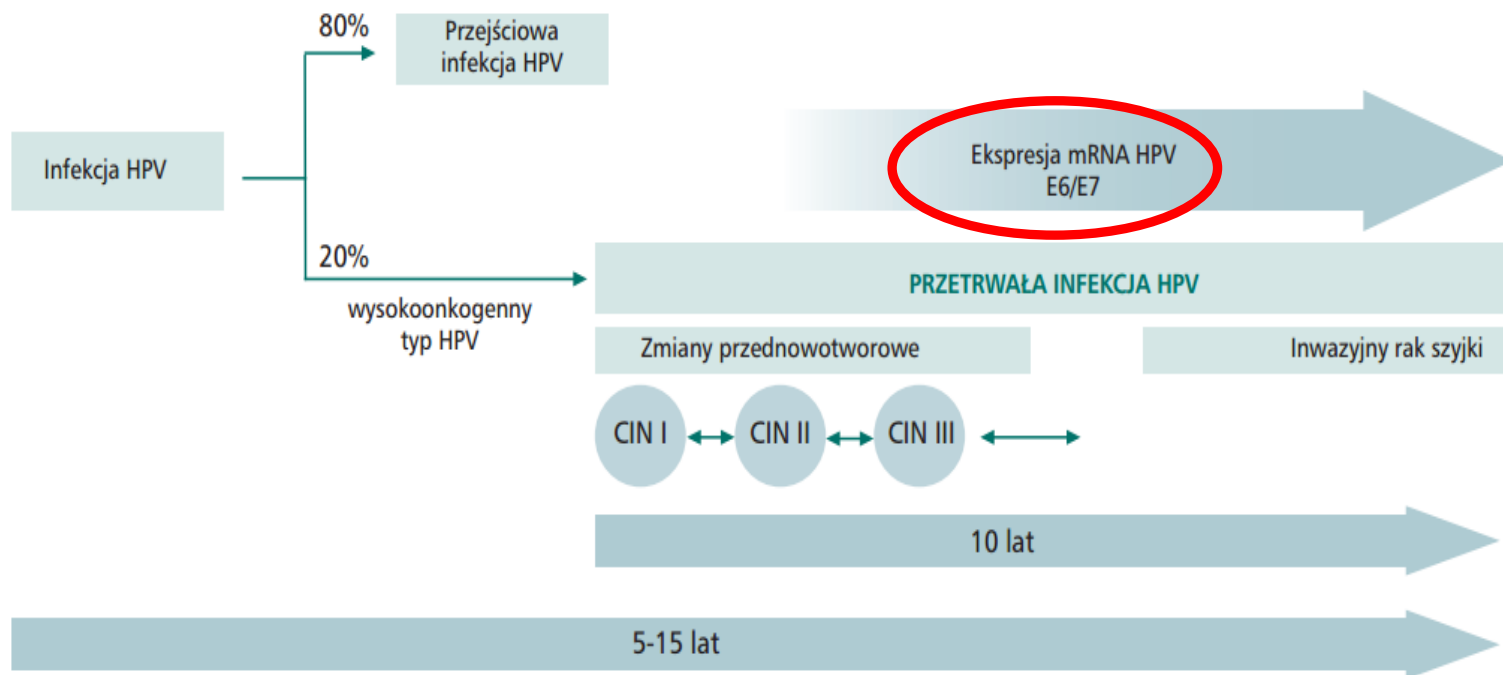 80%
Przejściowa
infekcja HPV
Infekcja HPV
Ekspresja mRNA HPV
E6/E7
20%
wysokoonkogenny
typ HPV
PRZETRWAŁA INFEKCJA HPV
Zmiany przednowotworowe
Inwazyjny rak szyjki
CIN I
CIN II
CIN III
10 lat
5-15 lat